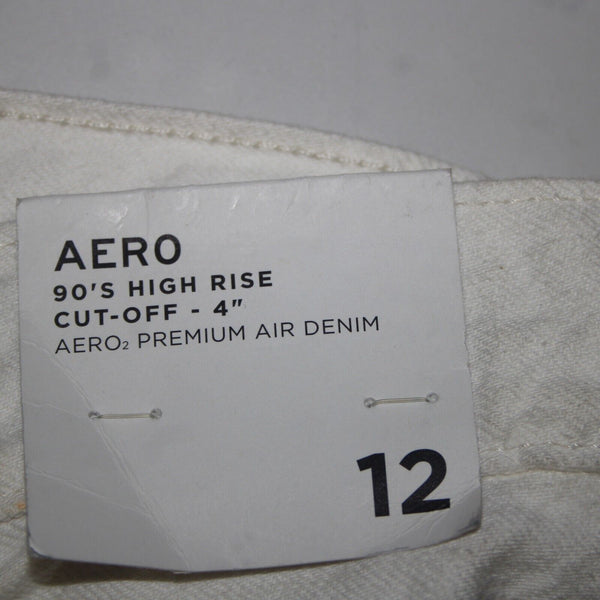 AERO
90'S HIGH RISE
CUT-OFF - 4"
AERO₂ PREMIUM AIR DENIM
12